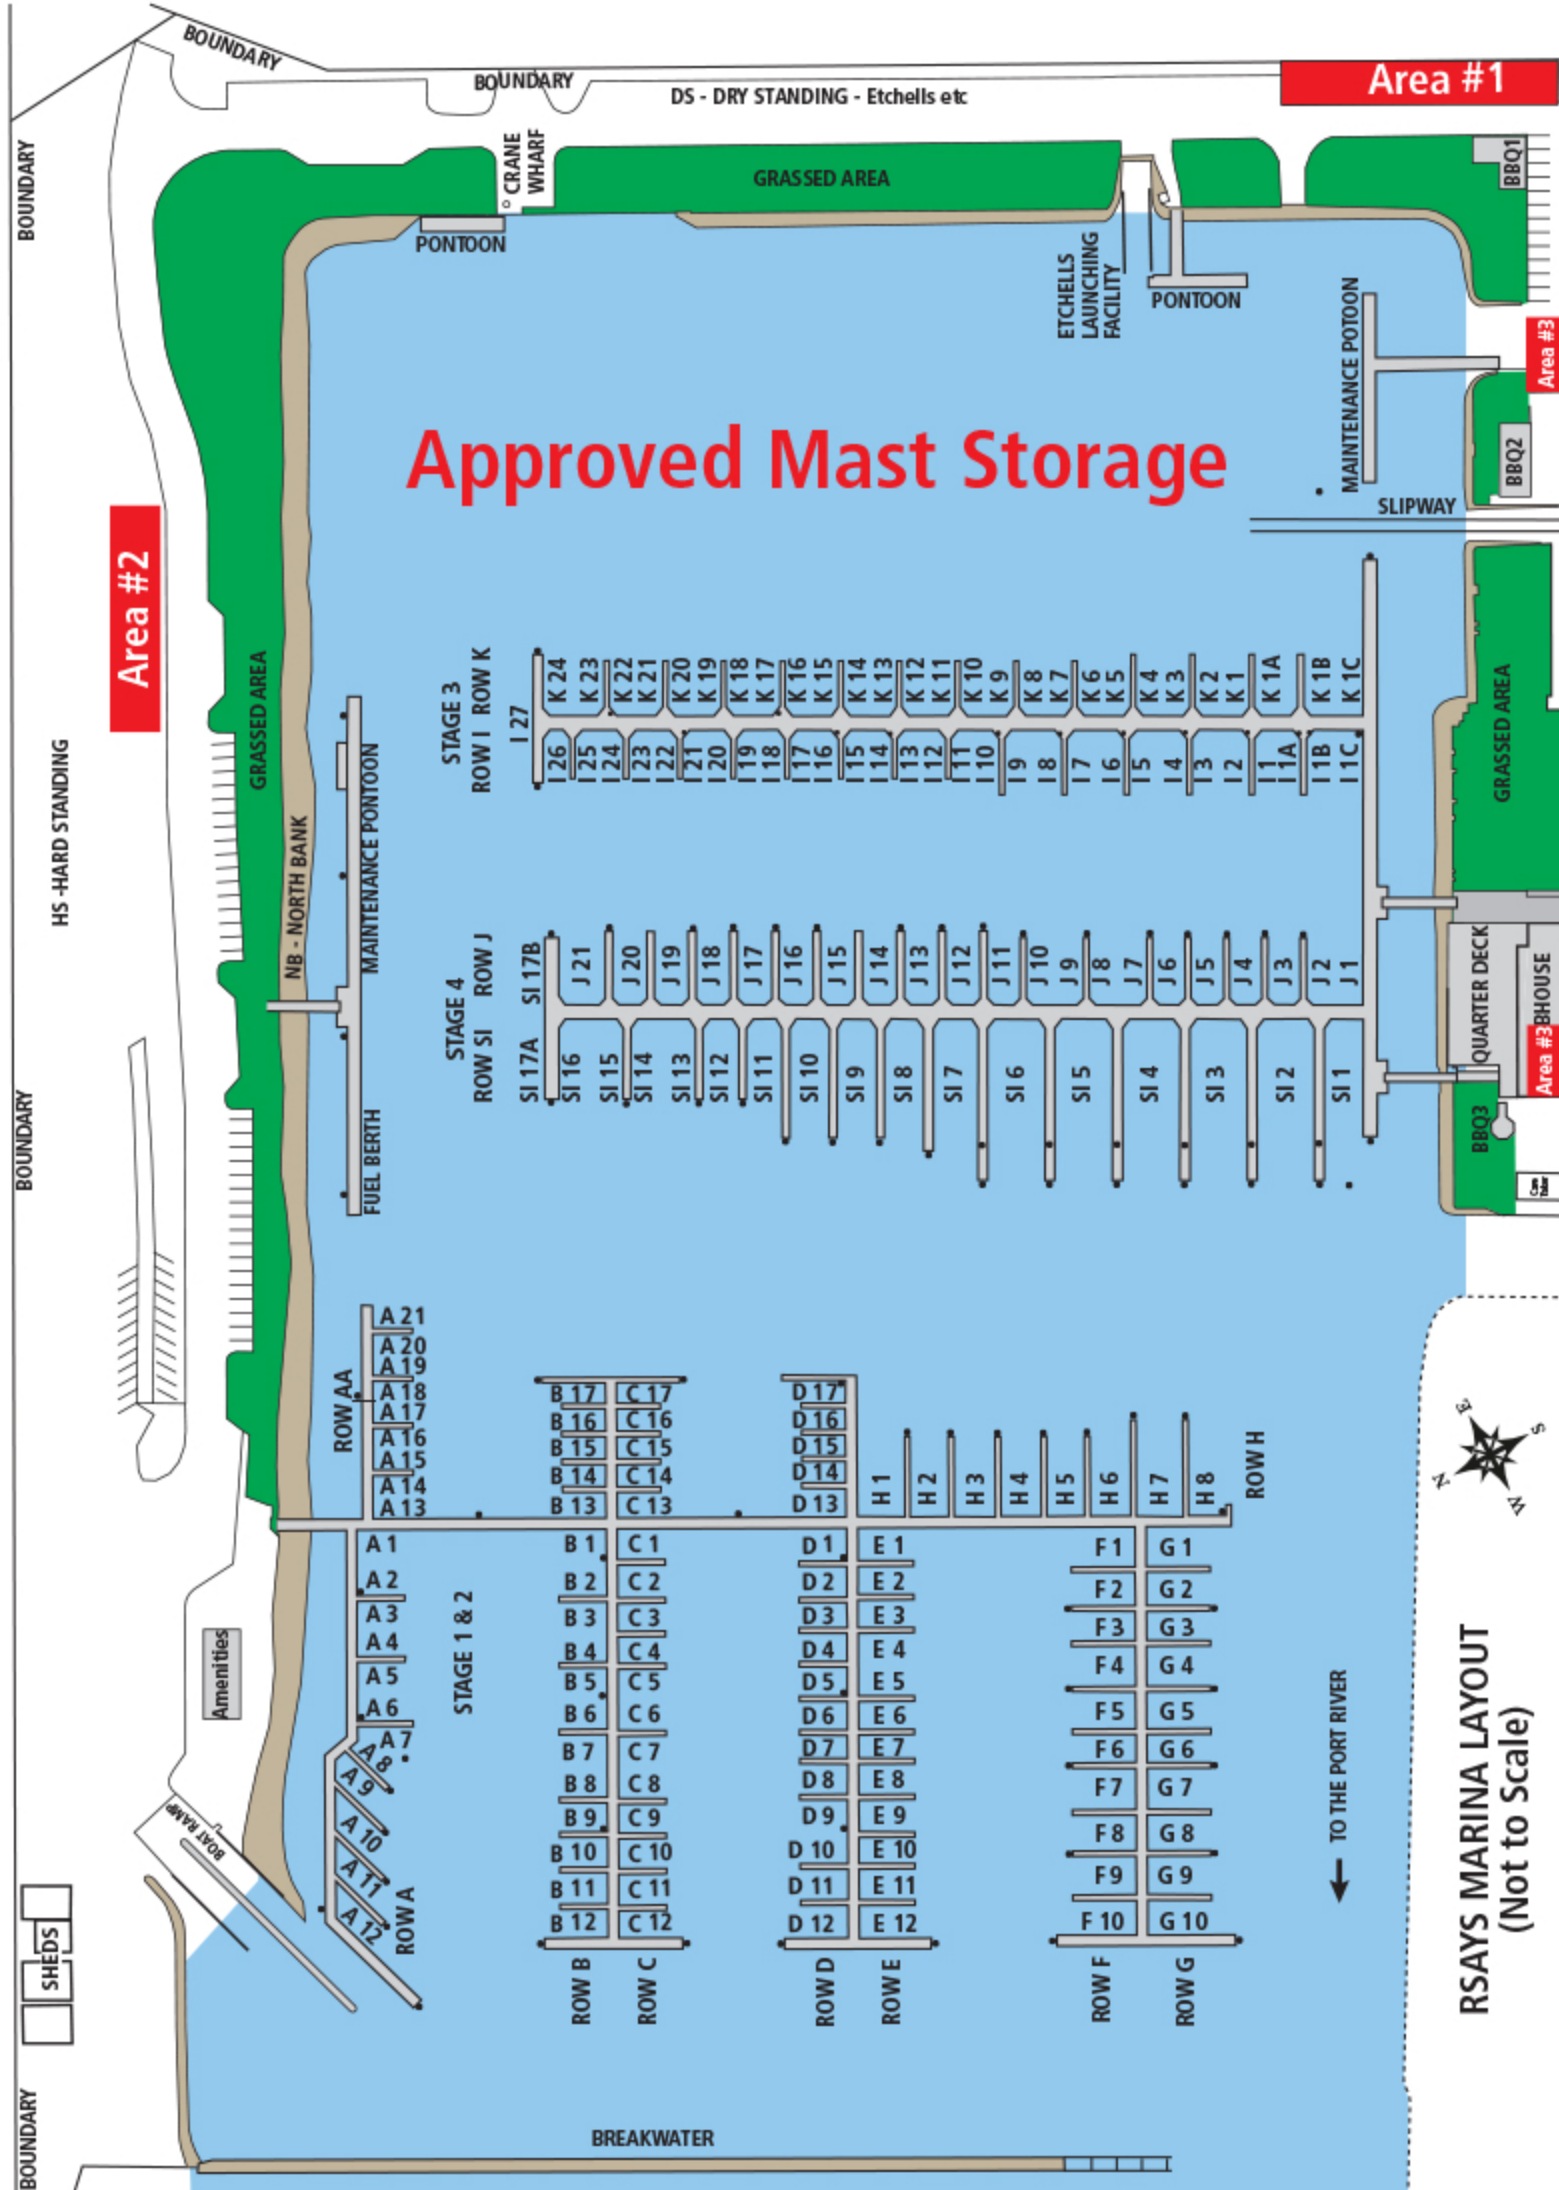 BOUNDARY
BOUNDARY
Area #1
DS - DRY STANDING - Etchells etc
BOUNDARY
CRANE
WHARF
GRASSED AREA
BBQ1
PONTOON
ETCHELLS
LAUNCHING
FACILITY
PONTOON
MAINTENANCE POTOON
Area #3
Approved Mast Storage
BBQ2
SLIPWAY
Area #2
GRASSED AREA
HS -HARD STANDING
NB - NORTH BANK
MAINTENANCE PONTOON
FUEL BERTH
STAGE 3
ROW I ROW K
I 27
K 24
K 23
K 22
K 21
K 20
K 19
K 18
K 17
K 16
K 15
K 14
K 13
K 12
K 11
K 10
K 9
K 8
K 7
K 6
K 5
K 4
K 3
K 2
K 1
K 1A
K 1B
K 1C
I 26
I 25
I 24
I 23
I 22
I 21
I 20
I 19
I 18
I 17
I 16
I 15
I 14
I 13
I 12
I 11
I 10
I 9
I 8
I 7
I 6
I 5
I 4
I 3
I 2
I 1
I 1A
I 1B
I 1C
GRASSED AREA
STAGE 4
ROW SI ROW J
SI 17B
J 21
J 20
J 19
J 18
J 17
J 16
J 15
J 14
J 13
J 12
J 11
J 10
J 9
J 8
J 7
J 6
J 5
J 4
J 3
J 2
J 1
SI 17A
SI 16
SI 15
SI 14
SI 13
SI 12
SI 11
SI 10
SI 9
SI 8
SI 7
SI 6
SI 5
SI 4
SI 3
SI 2
SI 1
QUARTER DECK
BHOUSE
Area #3
BBQ3
BOUNDARY
ROW AA
A 21
A 20
A 19
A 18
A 17
A 16
A 15
A 14
A 13
B 17
B 16
B 15
B 14
B 13
C 17
C 16
C 15
C 14
C 13
D 17
D 16
D 15
D 14
D 13
H 1
H 2
H 3
H 4
H 5
H 6
H 7
H 8
ROW H
E
S
N
W
A 1
A 2
A 3
A 4
A 5
A 6
A 7
A 8
A 9
A 10
A 11
A 12
ROW A
STAGE 1 & 2
B 1
B 2
B 3
B 4
B 5
B 6
B 7
B 8
B 9
B 10
B 11
B 12
C 1
C 2
C 3
C 4
C 5
C 6
C 7
C 8
C 9
C 10
C 11
C 12
D 1
D 2
D 3
D 4
D 5
D 6
D 7
D 8
D 9
D 10
D 11
D 12
E 1
E 2
E 3
E 4
E 5
E 6
E 7
E 8
E 9
E 10
E 11
E 12
F 1
F 2
F 3
F 4
F 5
F 6
F 7
F 8
F 9
F 10
G 1
G 2
G 3
G 4
G 5
G 6
G 7
G 8
G 9
G 10
ROW B
ROW C
ROW D
ROW E
ROW F
ROW G
Amenities
BOAT RAMP
SHEDS
TO THE PORT RIVER
RSAYS MARINA LAYOUT
(Not to Scale)
BREAKWATER
BOUNDARY